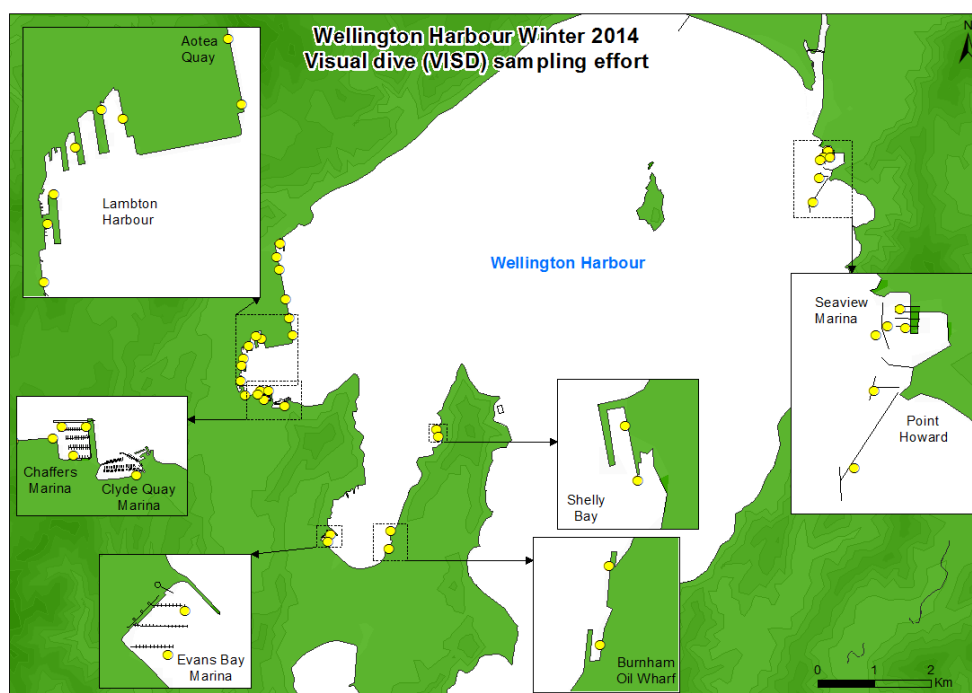 Wellington Harbour Winter 2014
Visual dive (VISD) sampling effort
N
Aotea
Quay
Lambton
Harbour
Wellington Harbour
Seaview
Marina
Point
Howard
Chaffers
Marina
Clyde Quay
Marina
Shelly
Bay
Evans Bay
Marina
Burnham
Oil Wharf
0 1 2
Km